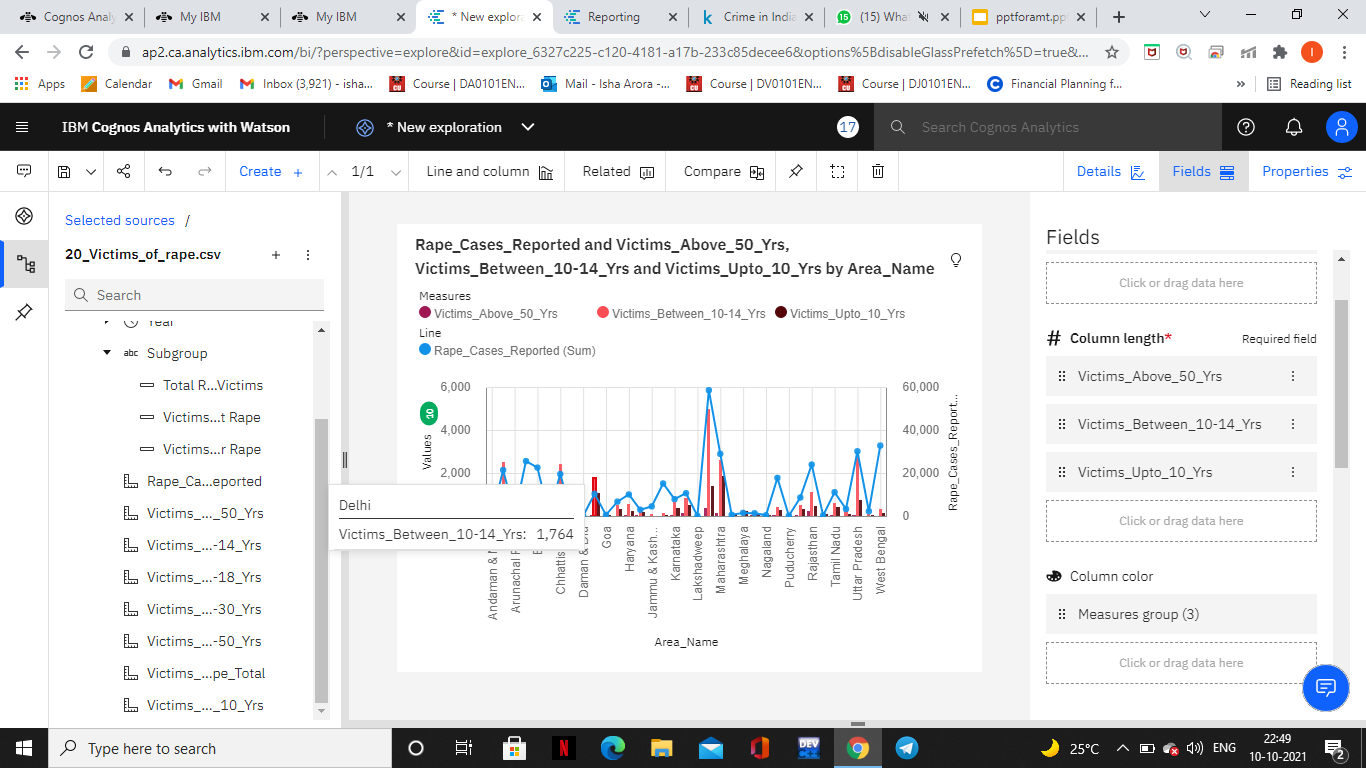 Cognos Analy
My IBM
My IBM
* New explora
Reporting
Crime in India
15
(15) What
pptforamt.pp
ap2.ca.analytics.ibm.com/bi/?perspective=explore&id=explore_6327c225-c120-4181-a17b-233c85decee6&options%5BdisableGlassPrefetch%5D=true&...
I
Apps
Calendar
Gmail
Inbox (3,921) - isha...
Course | DA0101EN...
Mail - Isha Arora -...
Course | DV0101EN...
Course | DJ0101EN...
Financial Planning f...
»
Reading list
IBM Cognos Analytics with Watson
* New exploration
17
Search Cognos Analytics
Create +
1/1
Line and column
Related
Compare
Details
Fields
Properties
Selected sources /
20_Victims_of_rape.csv
Search
Year
abc Subgroup
Total R...Victims
Victims...t Rape
Victims...r Rape
Rape_Ca...eported
Victims_..._50_Yrs
Victims_...-14_Yrs
Victims_...-18_Yrs
Victims_...-30_Yrs
Victims_...-50_Yrs
Victims_...pe_Total
Victims_..._10_Yrs
Rape_Cases_Reported and Victims_Above_50_Yrs,
Victims_Between_10-14_Yrs and Victims_Upto_10_Yrs by Area_Name
Measures
Victims_Above_50_Yrs
Victims_Between_10-14_Yrs
Victims_Upto_10_Yrs
Line
Rape_Cases_Reported (Sum)
6,000
4,000
2,000
Values
60,000
40,000
20,000
0
Rape_Cases_Report...
Delhi
Victims_Between_10-14_Yrs: 1,764
Andaman & N
Arunachal P
Chhattis
Daman & Diu
Goa
Haryana
Jammu & Kash...
Karnataka
Lakshadweep
Maharashtra
Meghalaya
Nagaland
Puducherry
Rajasthan
Tamil Nadu
Uttar Pradesh
West Bengal
Area_Name
Fields
Click or drag data here
# Column length*
Required field
Victims_Above_50_Yrs
Victims_Between_10-14_Yrs
Victims_Upto_10_Yrs
Click or drag data here
Column color
Measures group (3)
Click or drag data here
Type here to search
N
DEV
C++
25°C
ENG
22:49
10-10-2021
2